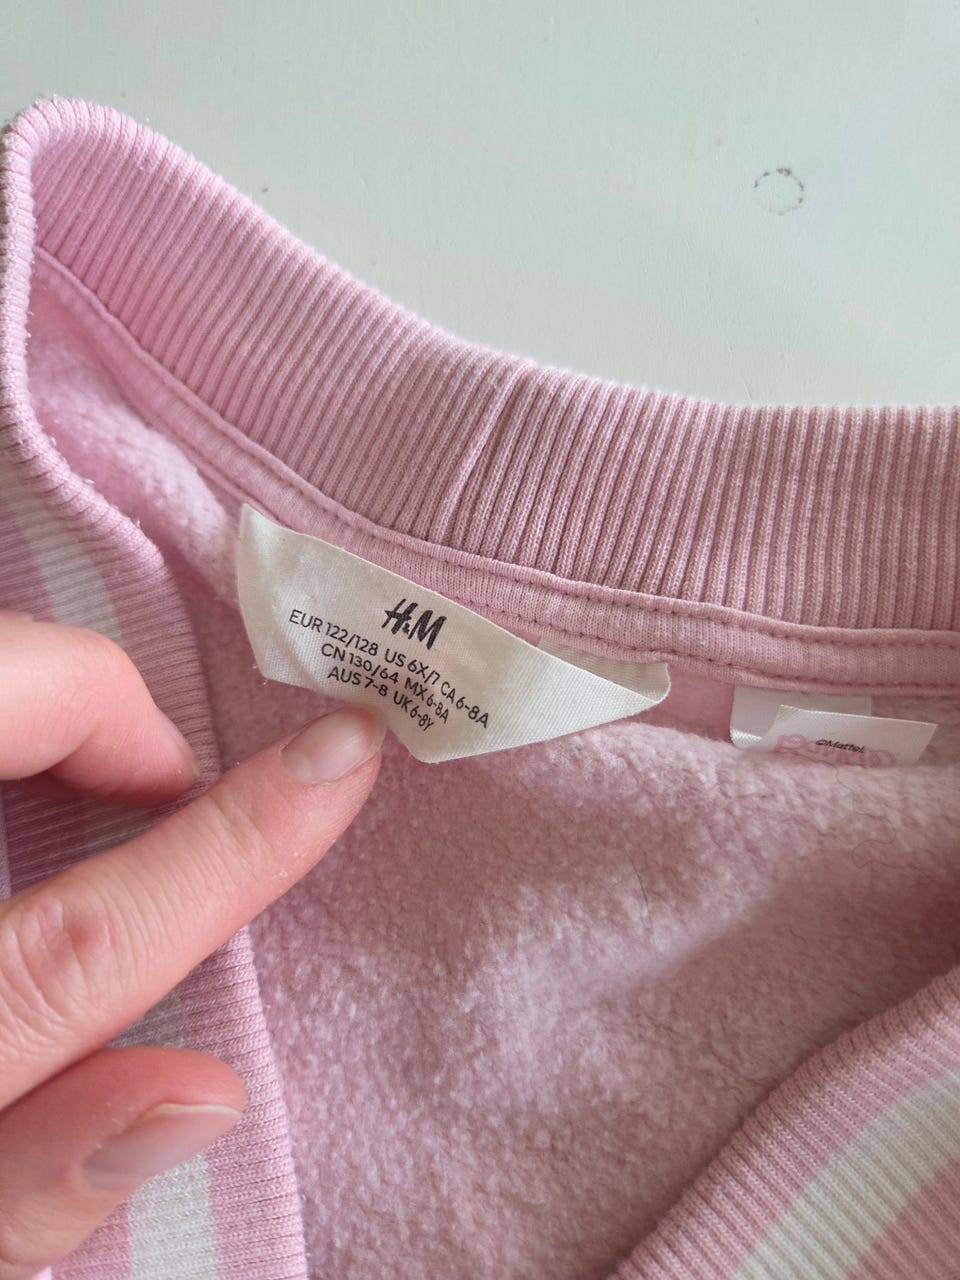 H&M
EUR 122/128 US 6X/7 CA 6-8A
CN 130/64 MX 6-8A
AUS 7-8 UK 6-8Y
©Mattel